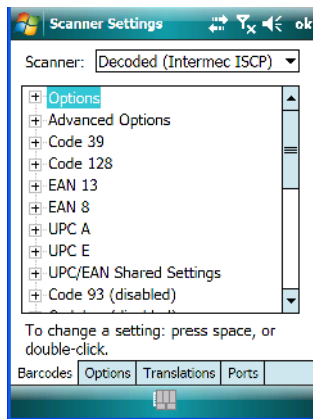 Scanner Settings ok
Scanner: Decoded (Intermec ISCP)
Options
Advanced Options
Code 39
Code 128
EAN 13
EAN 8
UPC A
UPC E
UPC/EAN Shared Settings
Code 93 (disabled)
To change a setting: press space, or
double-click.
Barcodes Options Translations Ports